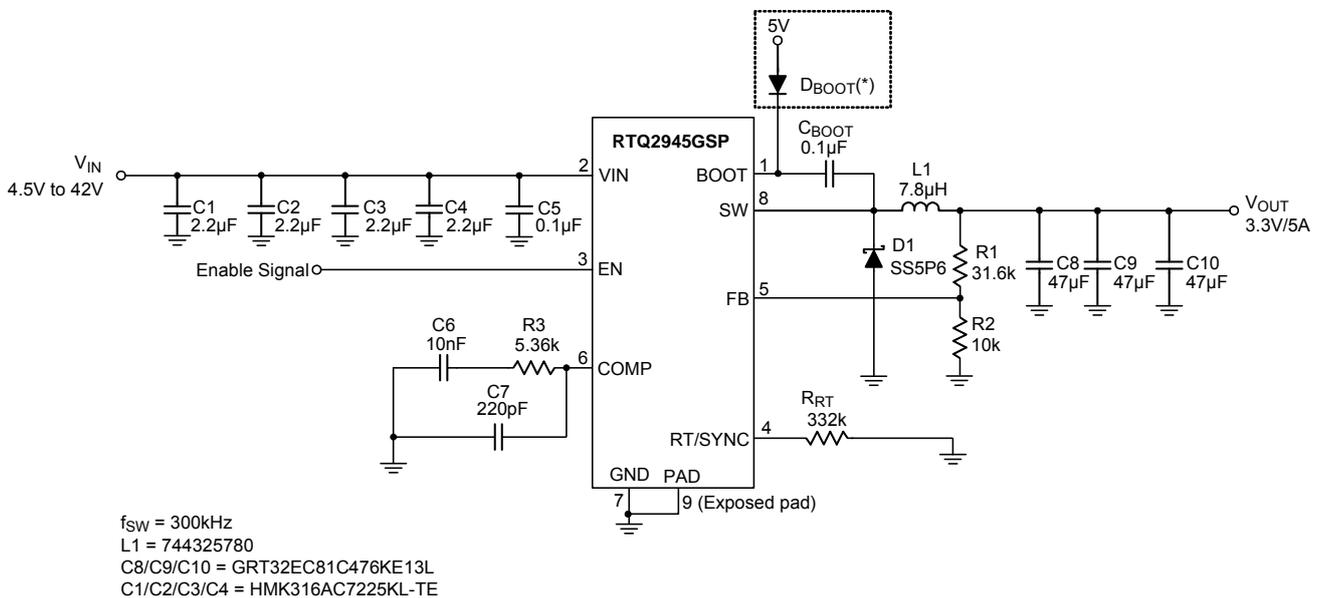 5V
DBOOT(*)
CBOOT
0.1µF
RTQ2945GSP
VIN
4.5V to 42V
2
VIN
BOOT
1
L1
7.8µH
C1
2.2µF
C2
2.2µF
C3
2.2µF
C4
2.2µF
C5
0.1µF
SW
8
VOUT
3.3V/5A
Enable Signal
3
EN
D1
SS5P6
R1
31.6k
C8
47µF
C9
47µF
C10
47µF
FB
5
R2
10k
C6
10nF
R3
5.36k
6
COMP
C7
220pF
RRT
332k
RT/SYNC
4
GND
PAD
7
9 (Exposed pad)
fSW = 300kHz
L1 = 744325780
C8/C9/C10 = GRT32EC81C476KE13L
C1/C2/C3/C4 = HMK316AC7225KL-TE